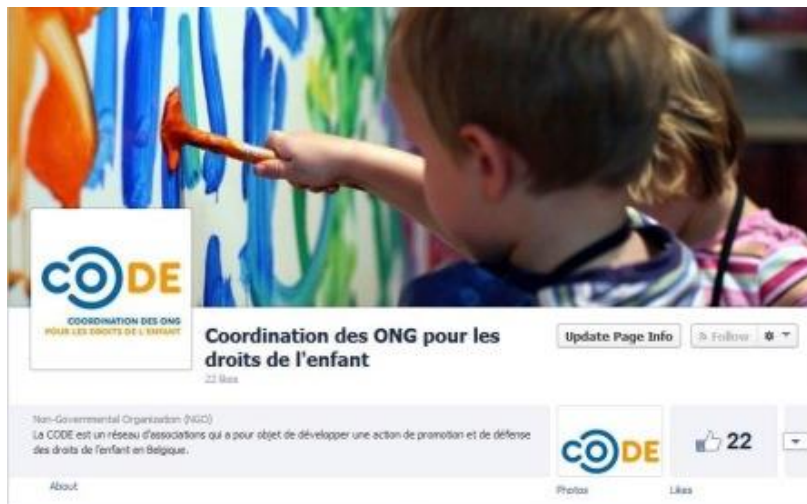 CODE
COORDINATION DES ONG
POUR LES DROITS DE L'ENFANT
Coordination des ONG pour les
droits de l'enfant
22 likes
Update Page Info
Follow
Non-Governmental Organization (NGO)
La CODE est un réseau d'associations qui a pour objet de développer une action de promotion et de défense
des droits de l'enfant en Belgique.
About
CODE
Photos
22
Likes